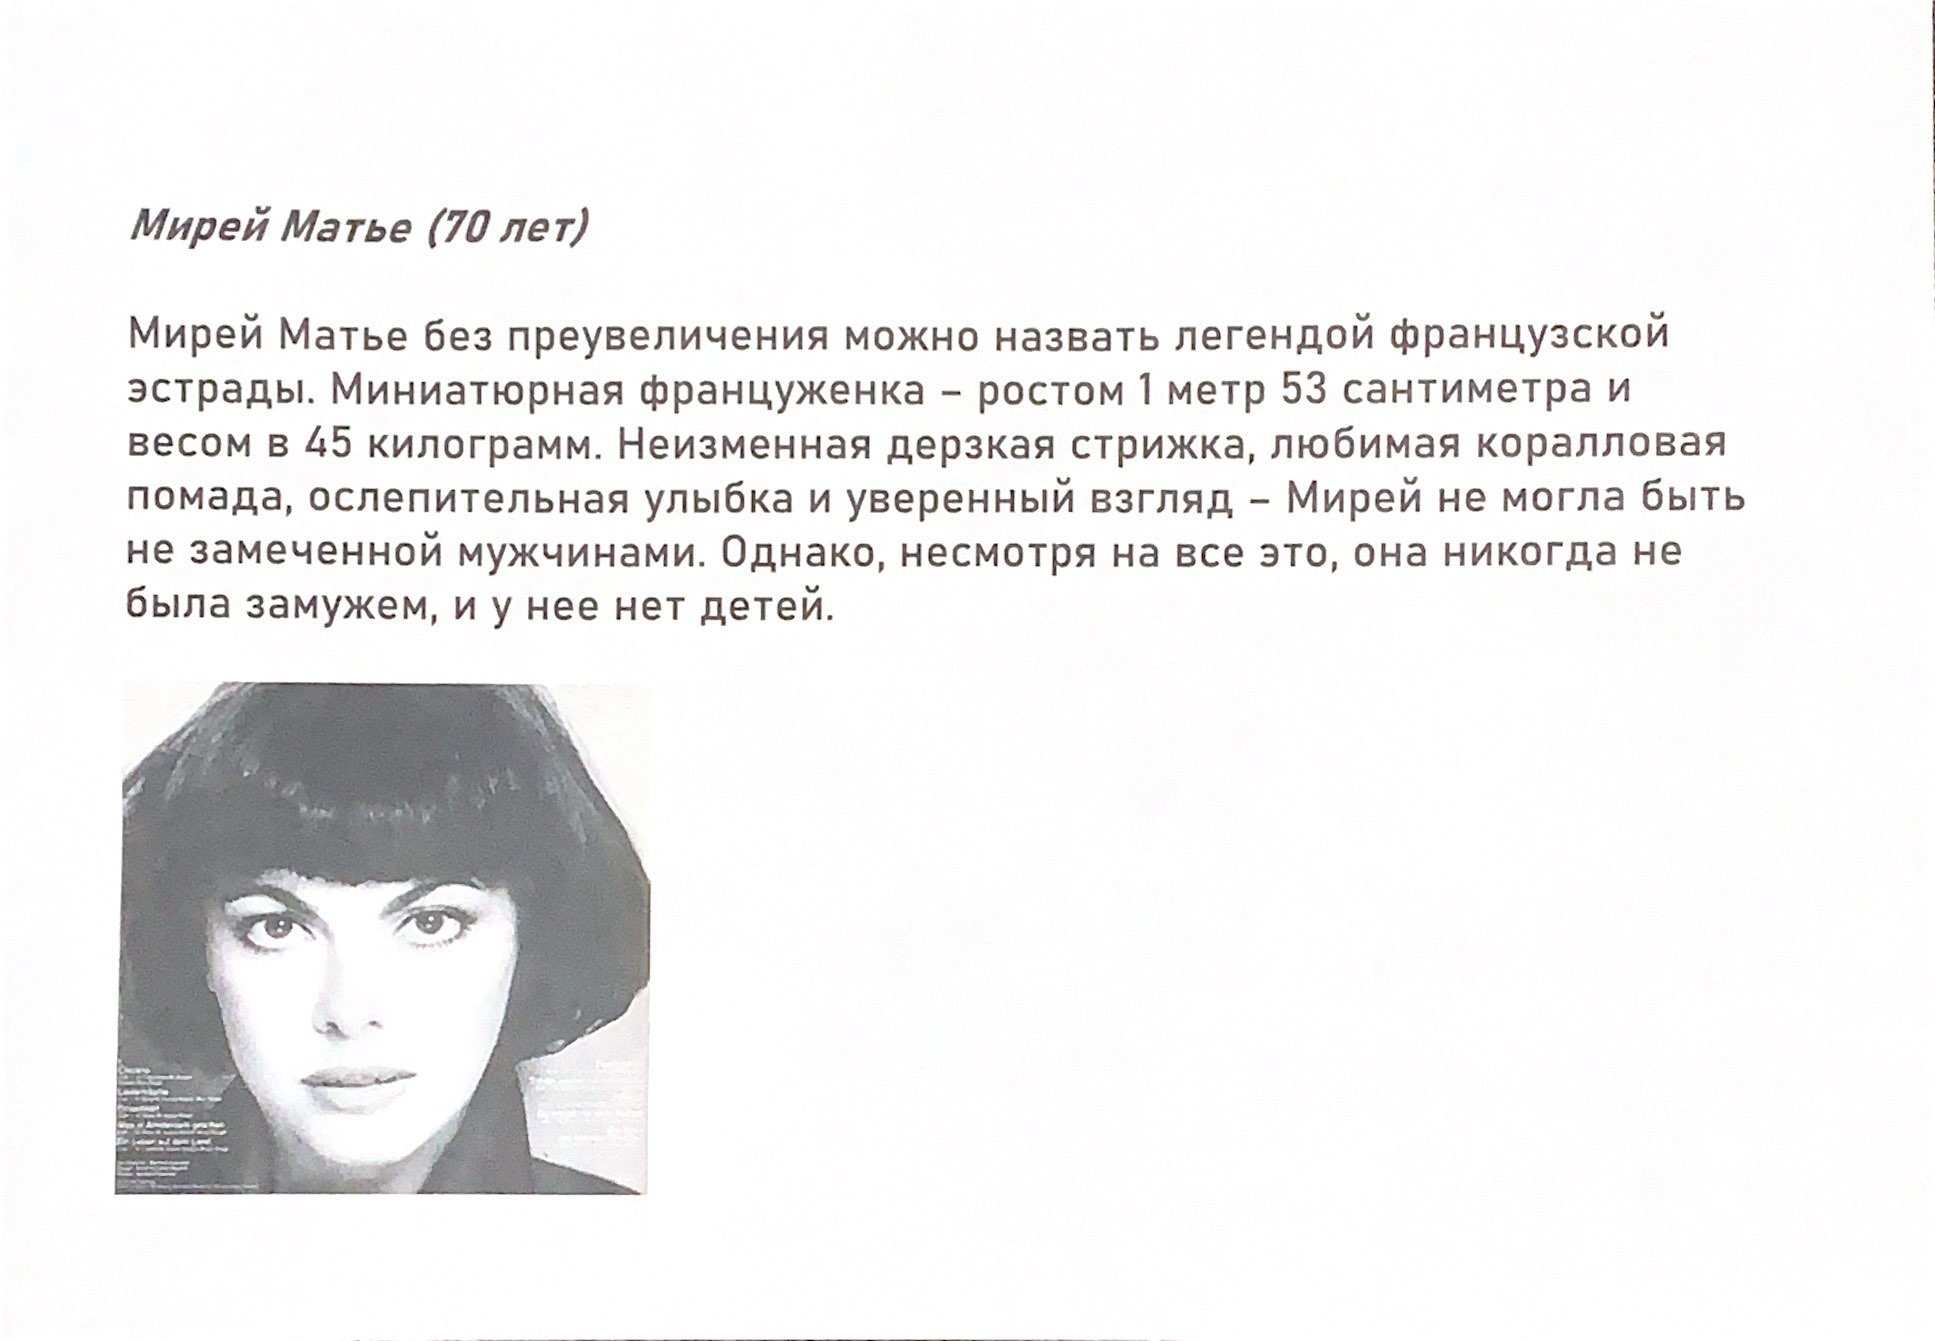 Мирей Матье (70 лет)
Мирей Матье без преувеличения можно назвать легендой французской
эстрады. Миниатюрная француженка – ростом 1 метр 53 сантиметра и
весом в 45 килограмм. Неизменная дерзкая стрижка, любимая коралловая
помада, ослепительная улыбка и уверенный взгляд – Мирей не могла быть
не замеченной мужчинами. Однако, несмотря на все это, она никогда не
была замужем, и у нее нет детей.